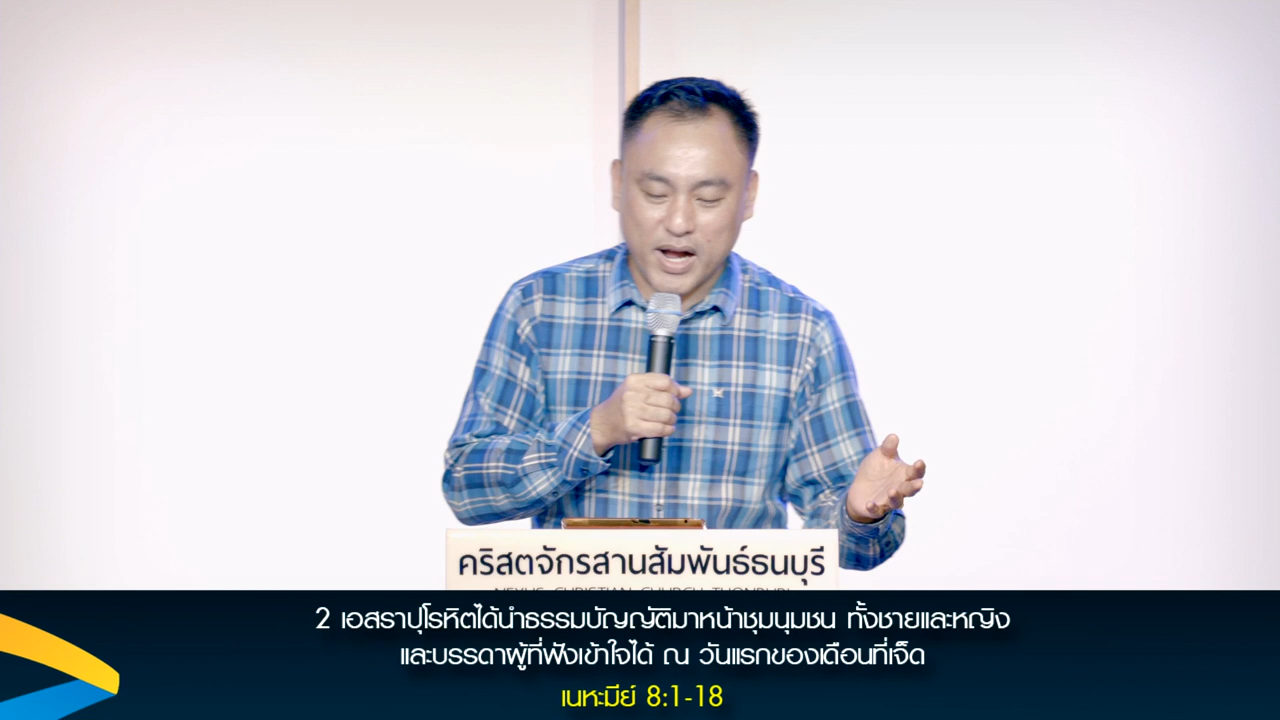 คริสตจักรสานสัมพันธ์ธนบุรี
NEXUS CHRISTIAN CHURCH THONBURI
2 เอสราปุโรหิตได้นำธรรมบัญญัติมาหน้าชุมนุมชน ทั้งชายและหญิง
และบรรดาผู้ที่ฟังเข้าใจได้ ณ วันแรกของเดือนที่เจ็ด
เนหะมีย์ 8:1-18